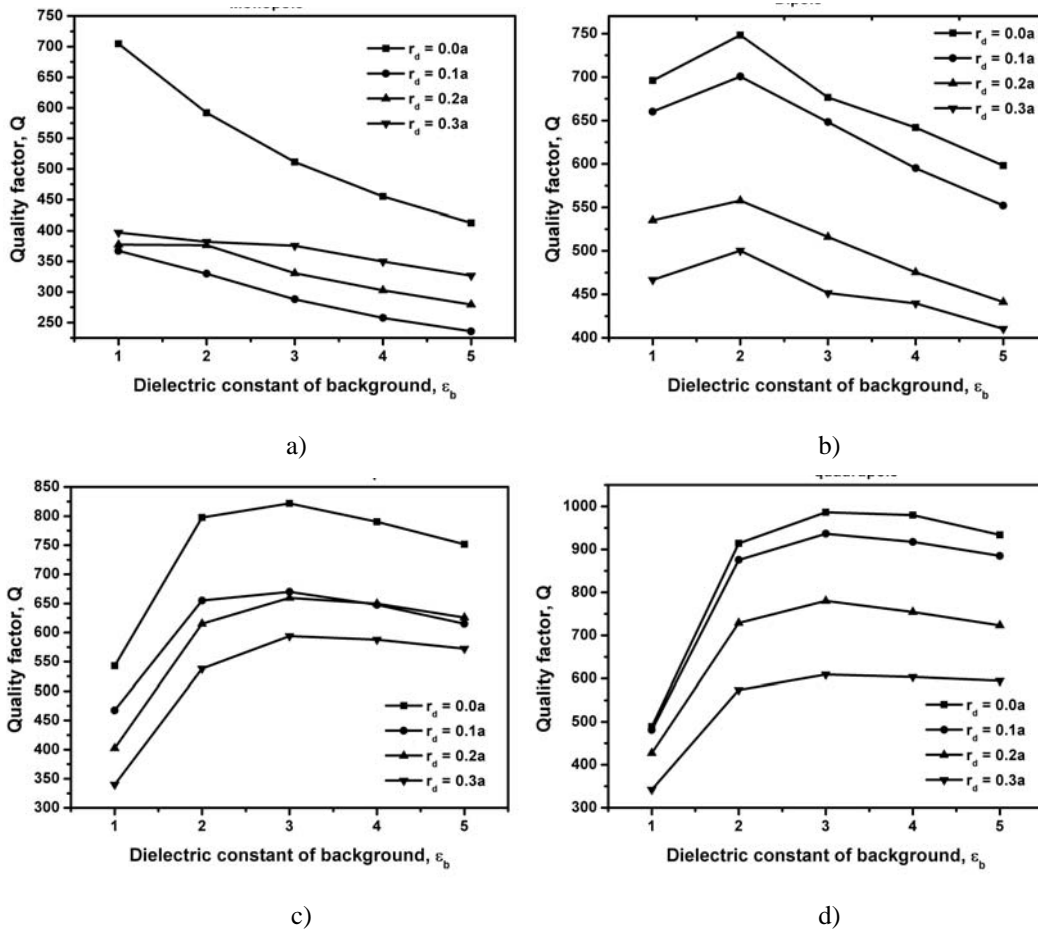 750
700
650
600
550
500
450
400
350
300
250
Quality factor, Q
r_d = 0.0a
r_d = 0.1a
r_d = 0.2a
r_d = 0.3a
1 2 3 4 5
Dielectric constant of background, ε_b
a)
750
700
650
600
550
500
450
400
Quality factor, Q
r_d = 0.0a
r_d = 0.1a
r_d = 0.2a
r_d = 0.3a
1 2 3 4 5
Dielectric constant of background, ε_b
b)
850
800
750
700
650
600
550
500
450
400
350
300
Quality factor, Q
r_d = 0.0a
r_d = 0.1a
r_d = 0.2a
r_d = 0.3a
1 2 3 4 5
Dielectric constant of background, ε_b
c)
1000
900
800
700
600
500
400
300
Quality factor, Q
r_d = 0.0a
r_d = 0.1a
r_d = 0.2a
r_d = 0.3a
1 2 3 4 5
Dielectric constant of background, ε_b
d)